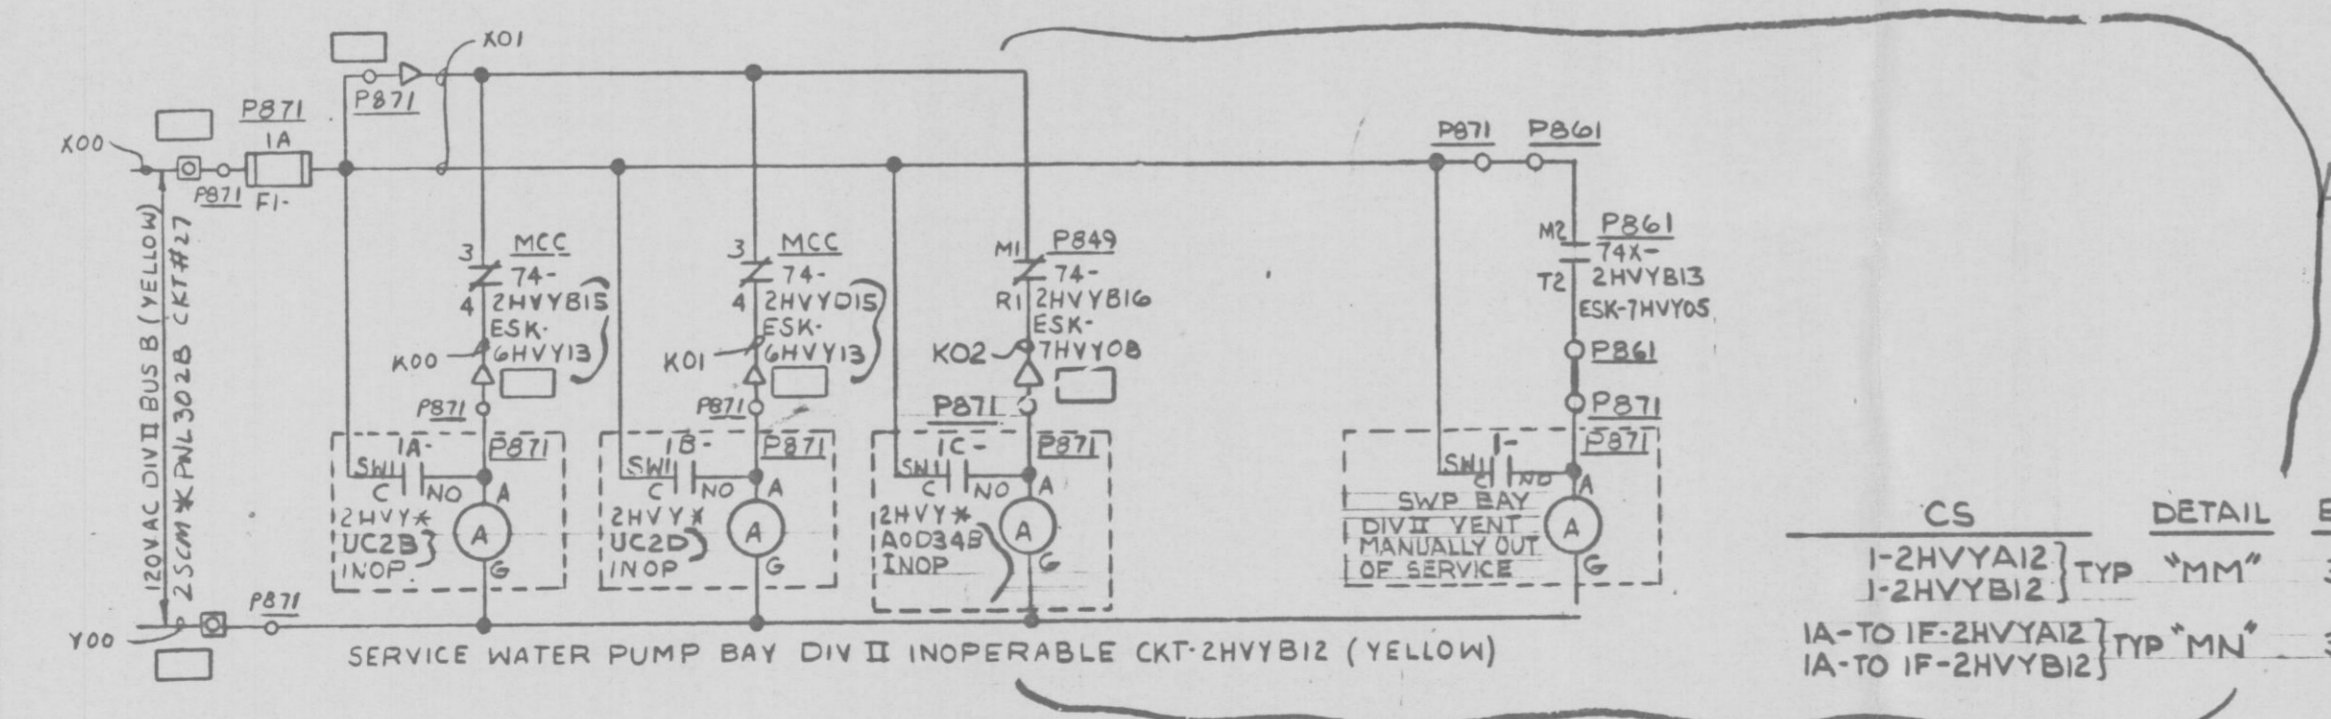 X01
P871
P871
1A
X00
P871
F1-
120VAC DIV II BUS B (YELLOW)
2SCM*PNL302B CKT#27
3
MCC
74-
4
2HVYB15
ESK-
6HVY13
K00
P871
1A-
P871
SW1
C
NO
A
2HVY*
UC2B
INOP
A
G
3
MCC
74-
4
2HVYD15
ESK-
6HVY13
K01
P871
1B-
P871
SW1
C
NO
A
2HVY*
UC2D
INOP
A
G
M1
P849
74-
R1
2HVYB16
ESK-
7HVY08
K02
P871
1C-
P871
SW1
C
NO
A
2HVY*
AOD34B
INOP
A
G
P871
P861
M2
P861
74X-
T2
2HVYB13
ESK-7HVY05
P861
P871
1-
P871
SW1
C
NO
A
SWP BAY
DIV II VENT
MANUALLY OUT
OF SERVICE
A
G
Y00
P871
SERVICE WATER PUMP BAY DIV II INOPERABLE CKT-2HVYB12 (YELLOW)
CS
DETAIL
1-2HVYA12
1-2HVYB12
TYP "MM"
1A-TO 1F-2HVYA12
1A-TO 1F-2HVYB12
TYP "MN"